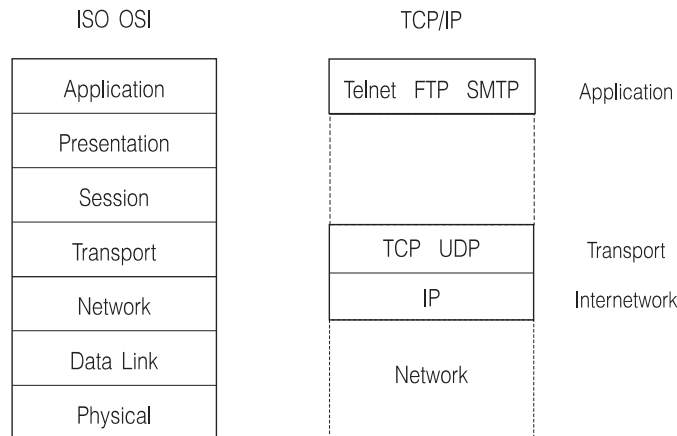 ISO OSI
Application
Presentation
Session
Transport
Network
Data Link
Physical
TCP/IP
Telnet FTP SMTP
TCP UDP
IP
Network
Application
Transport
Internetwork